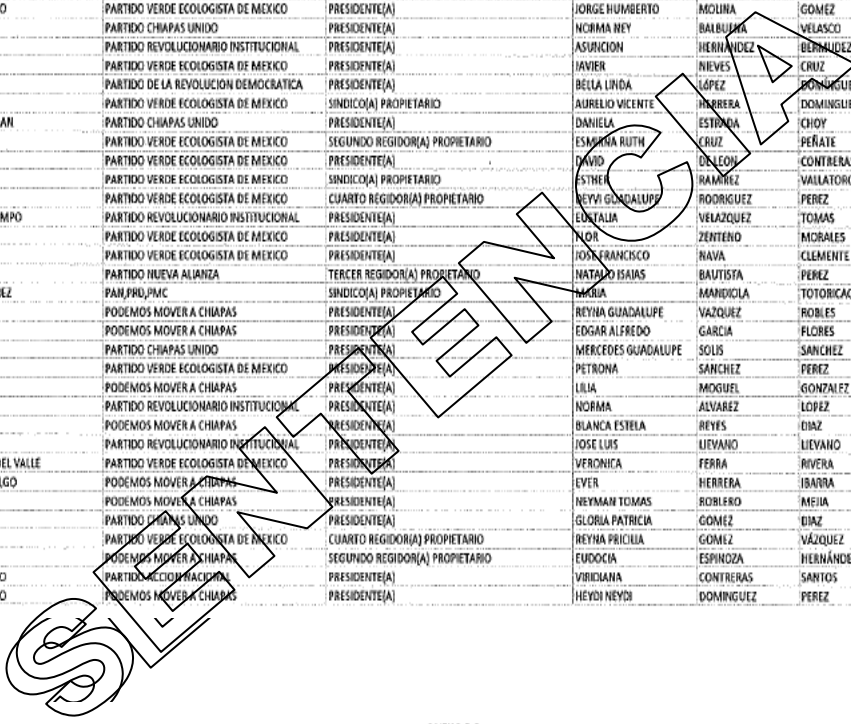 O PARTIDO VERDE ECOLOGISTA DE MEXICO PRESIDENTE(A) JORGE HUMBERTO MOLINA GOMEZ
PARTIDO CHIAPAS UNIDO PRESIDENTE(A) NORMA NEY BALBUENA VELASCO
PARTIDO REVOLUCIONARIO INSTITUCIONAL PRESIDENTE(A) ASUNCION HERNANDEZ BERMUDEZ
PARTIDO VERDE ECOLOGISTA DE MEXICO PRESIDENTE(A) JAVIER NIEVES CRUZ
PARTIDO DE LA REVOLUCION DEMOCRATICA PRESIDENTE(A) BELLA LINDA LóPEZ DOMINGUE
PARTIDO VERDE ECOLOGISTA DE MEXICO SINDICO(A) PROPIETARIO AURELIO VICENTE HERRERA DOMINGUE
AN PARTIDO CHIAPAS UNIDO PRESIDENTE(A) DANIELA ESTRADA CHOY
PARTIDO VERDE ECOLOGISTA DE MEXICO SEGUNDO REGIDOR(A) PROPIETARIO ESMIRNA RUTH CRUZ PEÑATE
PARTIDO VERDE ECOLOGISTA DE MEXICO PRESIDENTE(A) DAVID DE LEON CONTRERA
PARTIDO VERDE ECOLOGISTA DE MEXICO SINDICO(A) PROPIETARIO ESTHER RAMIREZ VALLATORO
PARTIDO VERDE ECOLOGISTA DE MEXICO CUARTO REGIDOR(A) PROPIETARIO DEYVI GUADALUPE RODRIGUEZ PEREZ
MPO PARTIDO REVOLUCIONARIO INSTITUCIONAL PRESIDENTE(A) EUSTALIA VELAZQUEZ TOMAS
PARTIDO VERDE ECOLOGISTA DE MEXICO PRESIDENTE(A) FLOR ZENTENO MORALES
PARTIDO VERDE ECOLOGISTA DE MEXICO PRESIDENTE(A) JOSE FRANCISCO NAVA CLEMENTE
PARTIDO NUEVA ALIANZA TERCER REGIDOR(A) PROPIETARIO NATALIO ISAIAS BAUTISTA PEREZ
EZ PAN,PRD,PMC SINDICO(A) PROPIETARIO MARIA MANDIOLA TOTORICAG
PODEMOS MOVER A CHIAPAS PRESIDENTE(A) REYNA GUADALUPE VAZQUEZ ROBLES
PODEMOS MOVER A CHIAPAS PRESIDENTE(A) EDGAR ALFREDO GARCIA FLORES
PARTIDO CHIAPAS UNIDO PRESIDENTE(A) MERCEDES GUADALUPE SOLIS SANCHEZ
PARTIDO VERDE ECOLOGISTA DE MEXICO PRESIDENTE(A) PETRONA SANCHEZ PEREZ
PODEMOS MOVER A CHIAPAS PRESIDENTE(A) LILIA MOGUEL GONZALEZ
PARTIDO REVOLUCIONARIO INSTITUCIONAL PRESIDENTE(A) NORMA ALVAREZ LOPEZ
PODEMOS MOVER A CHIAPAS PRESIDENTE(A) BLANCA ESTELA REYES DIAZ
PARTIDO REVOLUCIONARIO INSTITUCIONAL PRESIDENTE(A) JOSE LUIS LIEVANO LIEVANO
EL VALLE PARTIDO VERDE ECOLOGISTA DE MEXICO PRESIDENTE(A) VERONICA FERRA RIVERA
LGO PODEMOS MOVER A CHIAPAS PRESIDENTE(A) EVER HERRERA IBARRA
PODEMOS MOVER A CHIAPAS PRESIDENTE(A) NEYMAN TOMAS ROBLERO MEJIA
PARTIDO CHIAPAS UNIDO PRESIDENTE(A) GLORIA PATRICIA GOMEZ DIAZ
PARTIDO VERDE ECOLOGISTA DE MEXICO CUARTO REGIDOR(A) PROPIETARIO REYNA PRICILIA GOMEZ VÁZQUEZ
PODEMOS MOVER A CHIAPAS SEGUNDO REGIDOR(A) PROPIETARIO EUDOCIA ESPINOZA HERNÁNDE
O PARTIDO ACCION NACIONAL PRESIDENTE(A) VIRIDIANA CONTRERAS SANTOS
O PODEMOS MOVER A CHIAPAS PRESIDENTE(A) HEYDI NEYDI DOMINGUEZ PEREZ
SENTENCIA